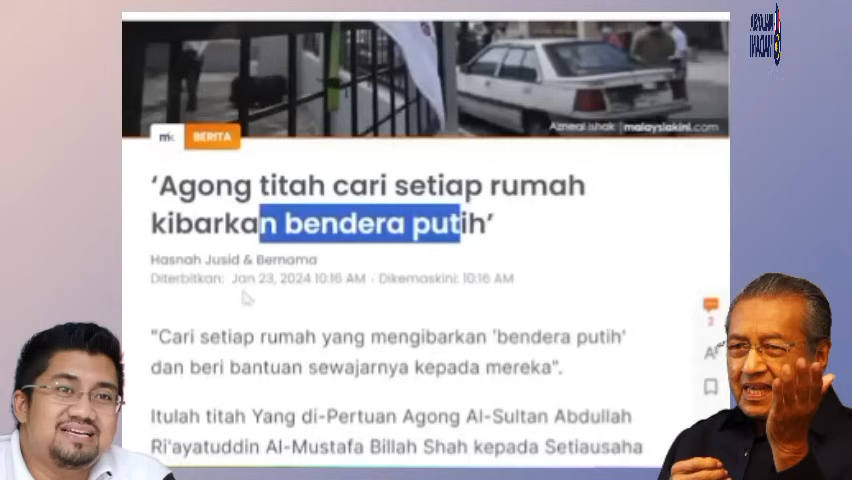 ABYAJAM
IMAQAM
Azneal Ishak | malaysiakini.com
mk BERITA
‘Agong titah cari setiap rumah
kibarkan bendera putih’
Hasnah Jusid & Bernama
Diterbitkan: Jan 23, 2024 10:16 AM · Dikemaskini: 10:16 AM
2
"Cari setiap rumah yang mengibarkan 'bendera putih'
dan beri bantuan sewajarnya kepada mereka".
Itulah titah Yang di-Pertuan Agong Al-Sultan Abdullah
Ri'ayatuddin Al-Mustafa Billah Shah kepada Setiausaha